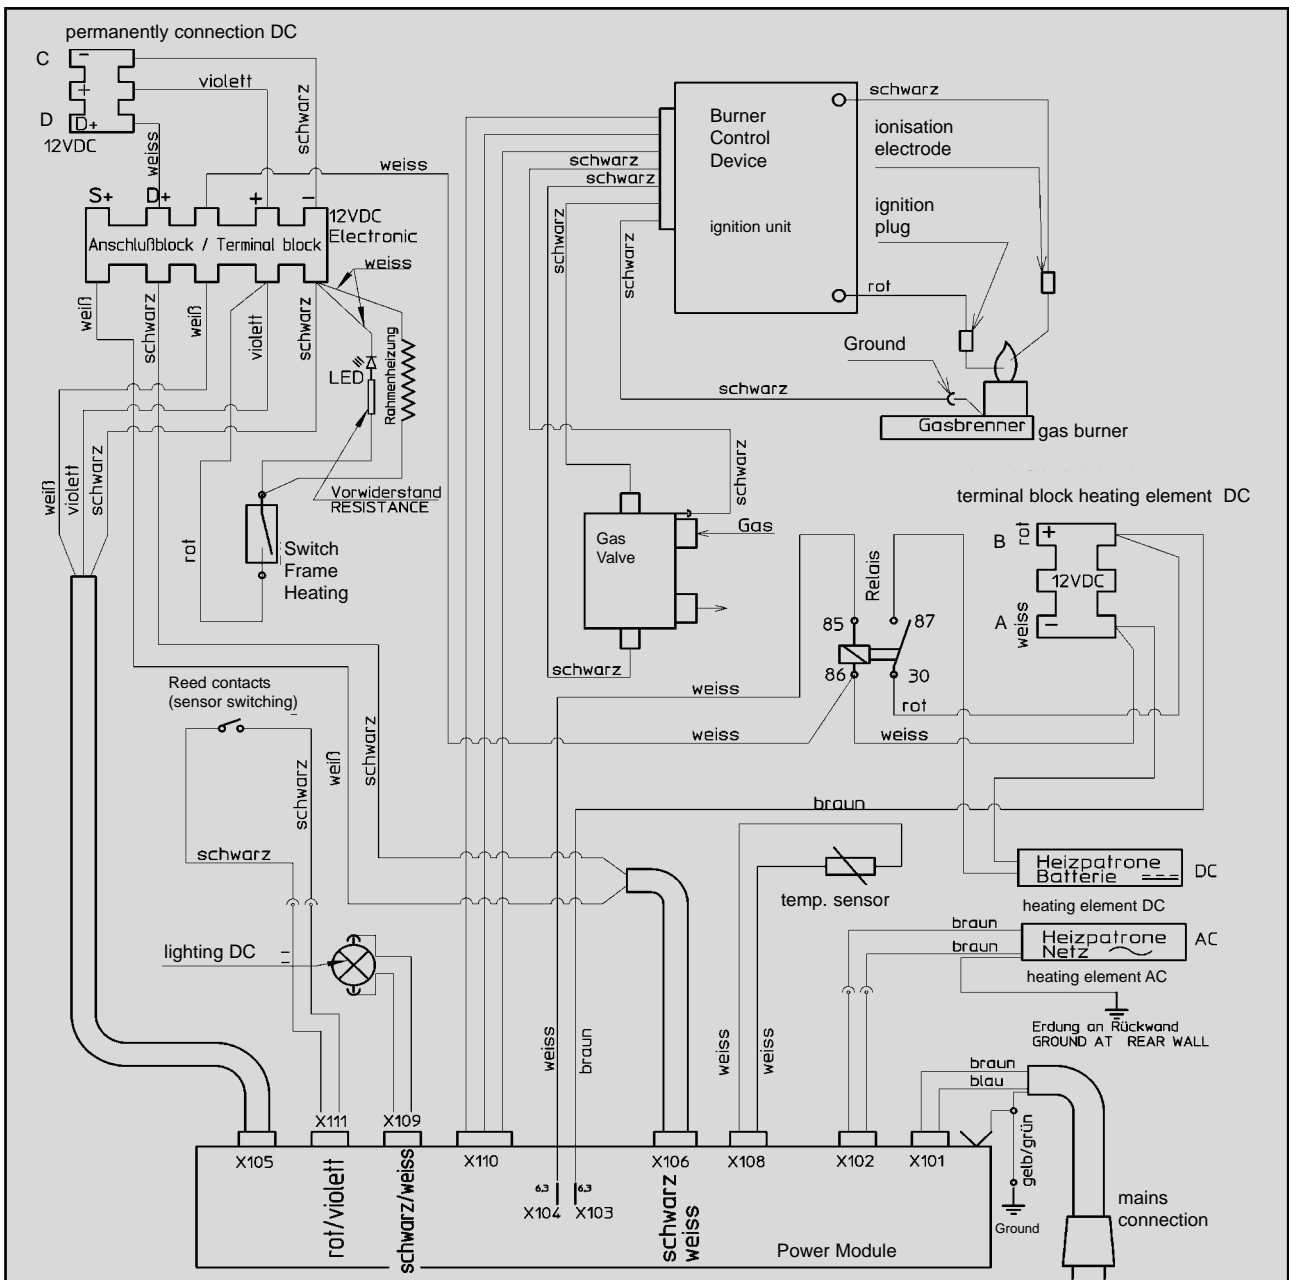 permanently connection DC
C
−
violett
+
D
D+
12VDC
weiss
schwarz
S+
D+
+
−
12VDC
Electronic
Anschlußblock / Terminal block
weiss
weiss
weiß
schwarz
weiß
violett
schwarz
LED
Rahmenheizung
Vorwiderstand
RESISTANCE
weiß
violett
schwarz
rot
Switch
Frame
Heating
Burner
Control
Device
ignition unit
schwarz
schwarz
schwarz
schwarz
schwarz
ionisation
electrode
ignition
plug
rot
Ground
schwarz
Gasbrenner
gas burner
schwarz
Gas
Gas
Valve
schwarz
terminal block heating element DC
B
rot
+
12VDC
A
weiss
−
Relais
85
87
86
30
rot
weiss
weiss
weiss
Reed contacts
(sensor switching)
schwarz
weiß
schwarz
schwarz
braun
Heizpatrone
Batterie
DC
heating element DC
temp. sensor
braun
braun
Heizpatrone
Netz
AC
heating element AC
Erdung an Rückwand
GROUND AT REAR WALL
lighting DC
weiss
braun
weiss
weiss
braun
blau
gelb/grün
Ground
mains
connection
X111
X109
X105
rot/violett
schwarz/weiss
X110
6,3
6,3
X104
X103
X106
schwarz
weiss
X108
X102
X101
Power Module